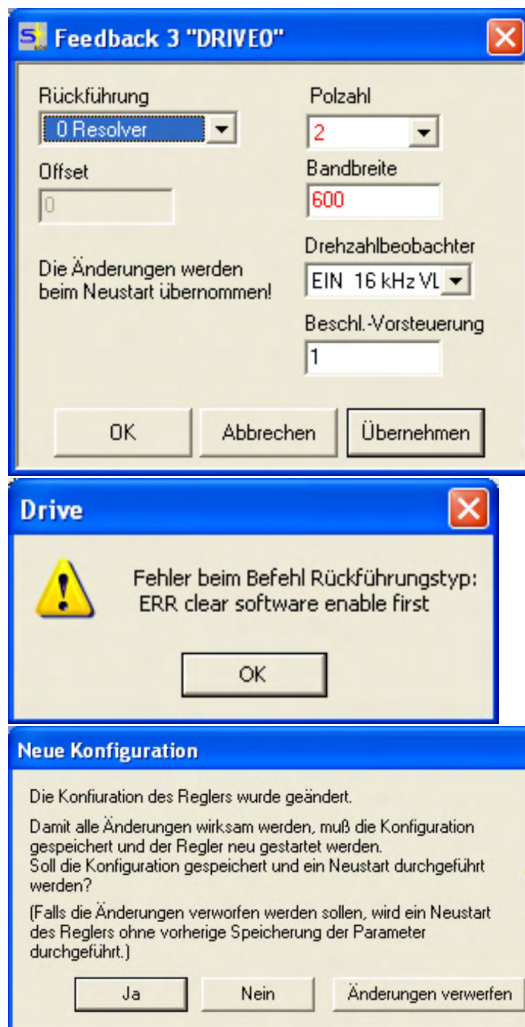 Feedback 3 "DRIVE0"
Rückführung
0 Resolver
Offset
0
Die Änderungen werden
beim Neustart übernommen!
Polzahl
2
Bandbreite
600
Drehzahlbeobachter
EIN 16 kHz VL
Beschl.-Vorsteuerung
1
OK
Abbrechen
Übernehmen
Drive
Fehler beim Befehl Rückführungstyp:
ERR clear software enable first
OK
Neue Konfiguration
Die Konfiuration des Reglers wurde geändert.
Damit alle Änderungen wirksam werden, muß die Konfiguration
gespeichert und der Regler neu gestartet werden.
Soll die Konfiguration gespeichert und ein Neustart durchgeführt
werden?
(Falls die Änderungen verworfen werden sollen, wird ein Neustart
des Reglers ohne vorherige Speicherung der Parameter
durchgeführt.)
Ja
Nein
Änderungen verwerfen